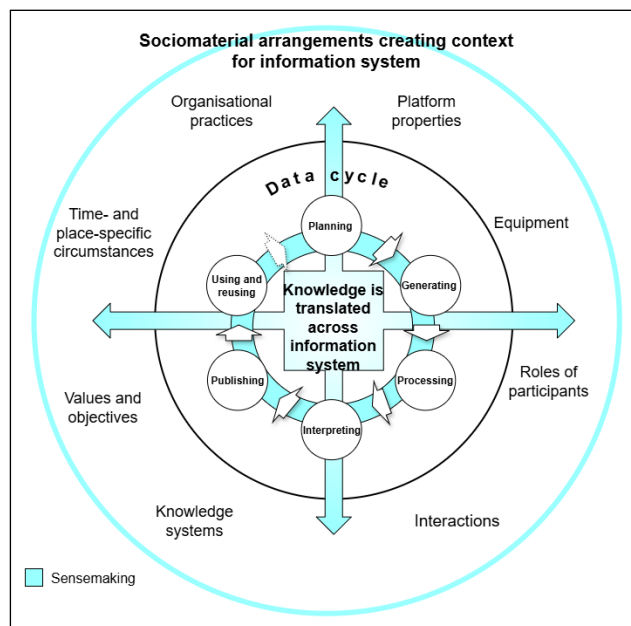 Sociomaterial arrangements creating context
for information system
Organisational
practices
Platform
properties
Data cycle
Time- and
place-specific
circumstances
Equipment
Planning
Using and
reusing
Generating
Knowledge is
translated
across
information
system
Publishing
Processing
Interpreting
Values and
objectives
Roles of
participants
Knowledge
systems
Interactions
Sensemaking